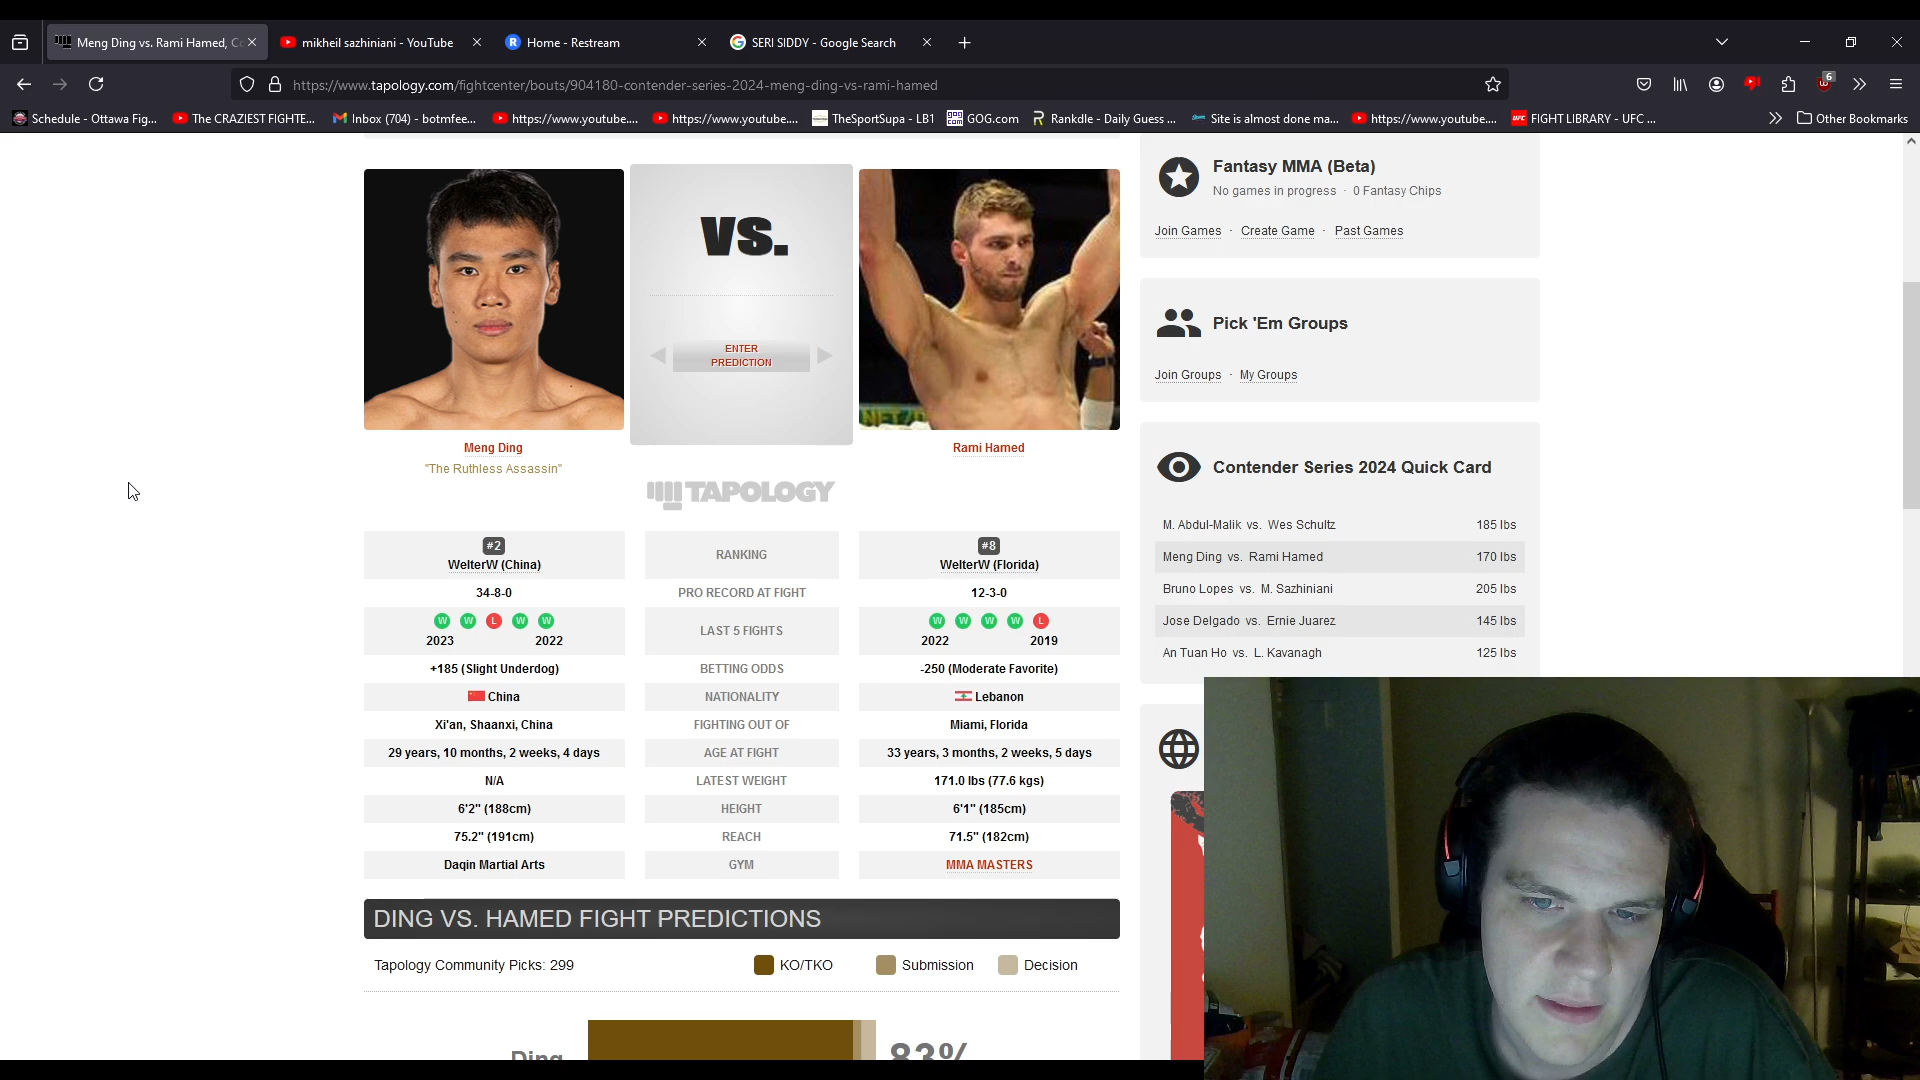 Meng Ding vs. Rami Hamed, Co
mikheil sazhiniani - YouTube
Home - Restream
SERI SIDDY - Google Search
https://www.tapology.com/fightcenter/bouts/904180-contender-series-2024-meng-ding-vs-rami-hamed
6
Schedule - Ottawa Fig...
The CRAZIEST FIGHTE...
Inbox (704) - botmfee...
https://www.youtube....
https://www.youtube....
TheSportSupa - LB1
GOG.com
Rankdle - Daily Guess ...
Site is almost done ma...
https://www.youtube....
FIGHT LIBRARY - UFC ...
Other Bookmarks
VS.
ENTER
PREDICTION
Meng Ding
"The Ruthless Assassin"
Rami Hamed
TAPOLOGY
#2
WelterW (China)
RANKING
#8
WelterW (Florida)
34-8-0
PRO RECORD AT FIGHT
12-3-0
W W L W W
2023 2022
LAST 5 FIGHTS
W W W W L
2022 2019
+185 (Slight Underdog)
BETTING ODDS
-250 (Moderate Favorite)
China
NATIONALITY
Lebanon
Xi'an, Shaanxi, China
FIGHTING OUT OF
Miami, Florida
29 years, 10 months, 2 weeks, 4 days
AGE AT FIGHT
33 years, 3 months, 2 weeks, 5 days
N/A
LATEST WEIGHT
171.0 lbs (77.6 kgs)
6'2" (188cm)
HEIGHT
6'1" (185cm)
75.2" (191cm)
REACH
71.5" (182cm)
Daqin Martial Arts
GYM
MMA MASTERS
DING VS. HAMED FIGHT PREDICTIONS
Tapology Community Picks: 299
KO/TKO
Submission
Decision
Ding
83%
Fantasy MMA (Beta)
No games in progress · 0 Fantasy Chips
Join Games · Create Game · Past Games
Pick 'Em Groups
Join Groups · My Groups
Contender Series 2024 Quick Card
M. Abdul-Malik vs. Wes Schultz 185 lbs
Meng Ding vs. Rami Hamed 170 lbs
Bruno Lopes vs. M. Sazhiniani 205 lbs
Jose Delgado vs. Ernie Juarez 145 lbs
An Tuan Ho vs. L. Kavanagh 125 lbs